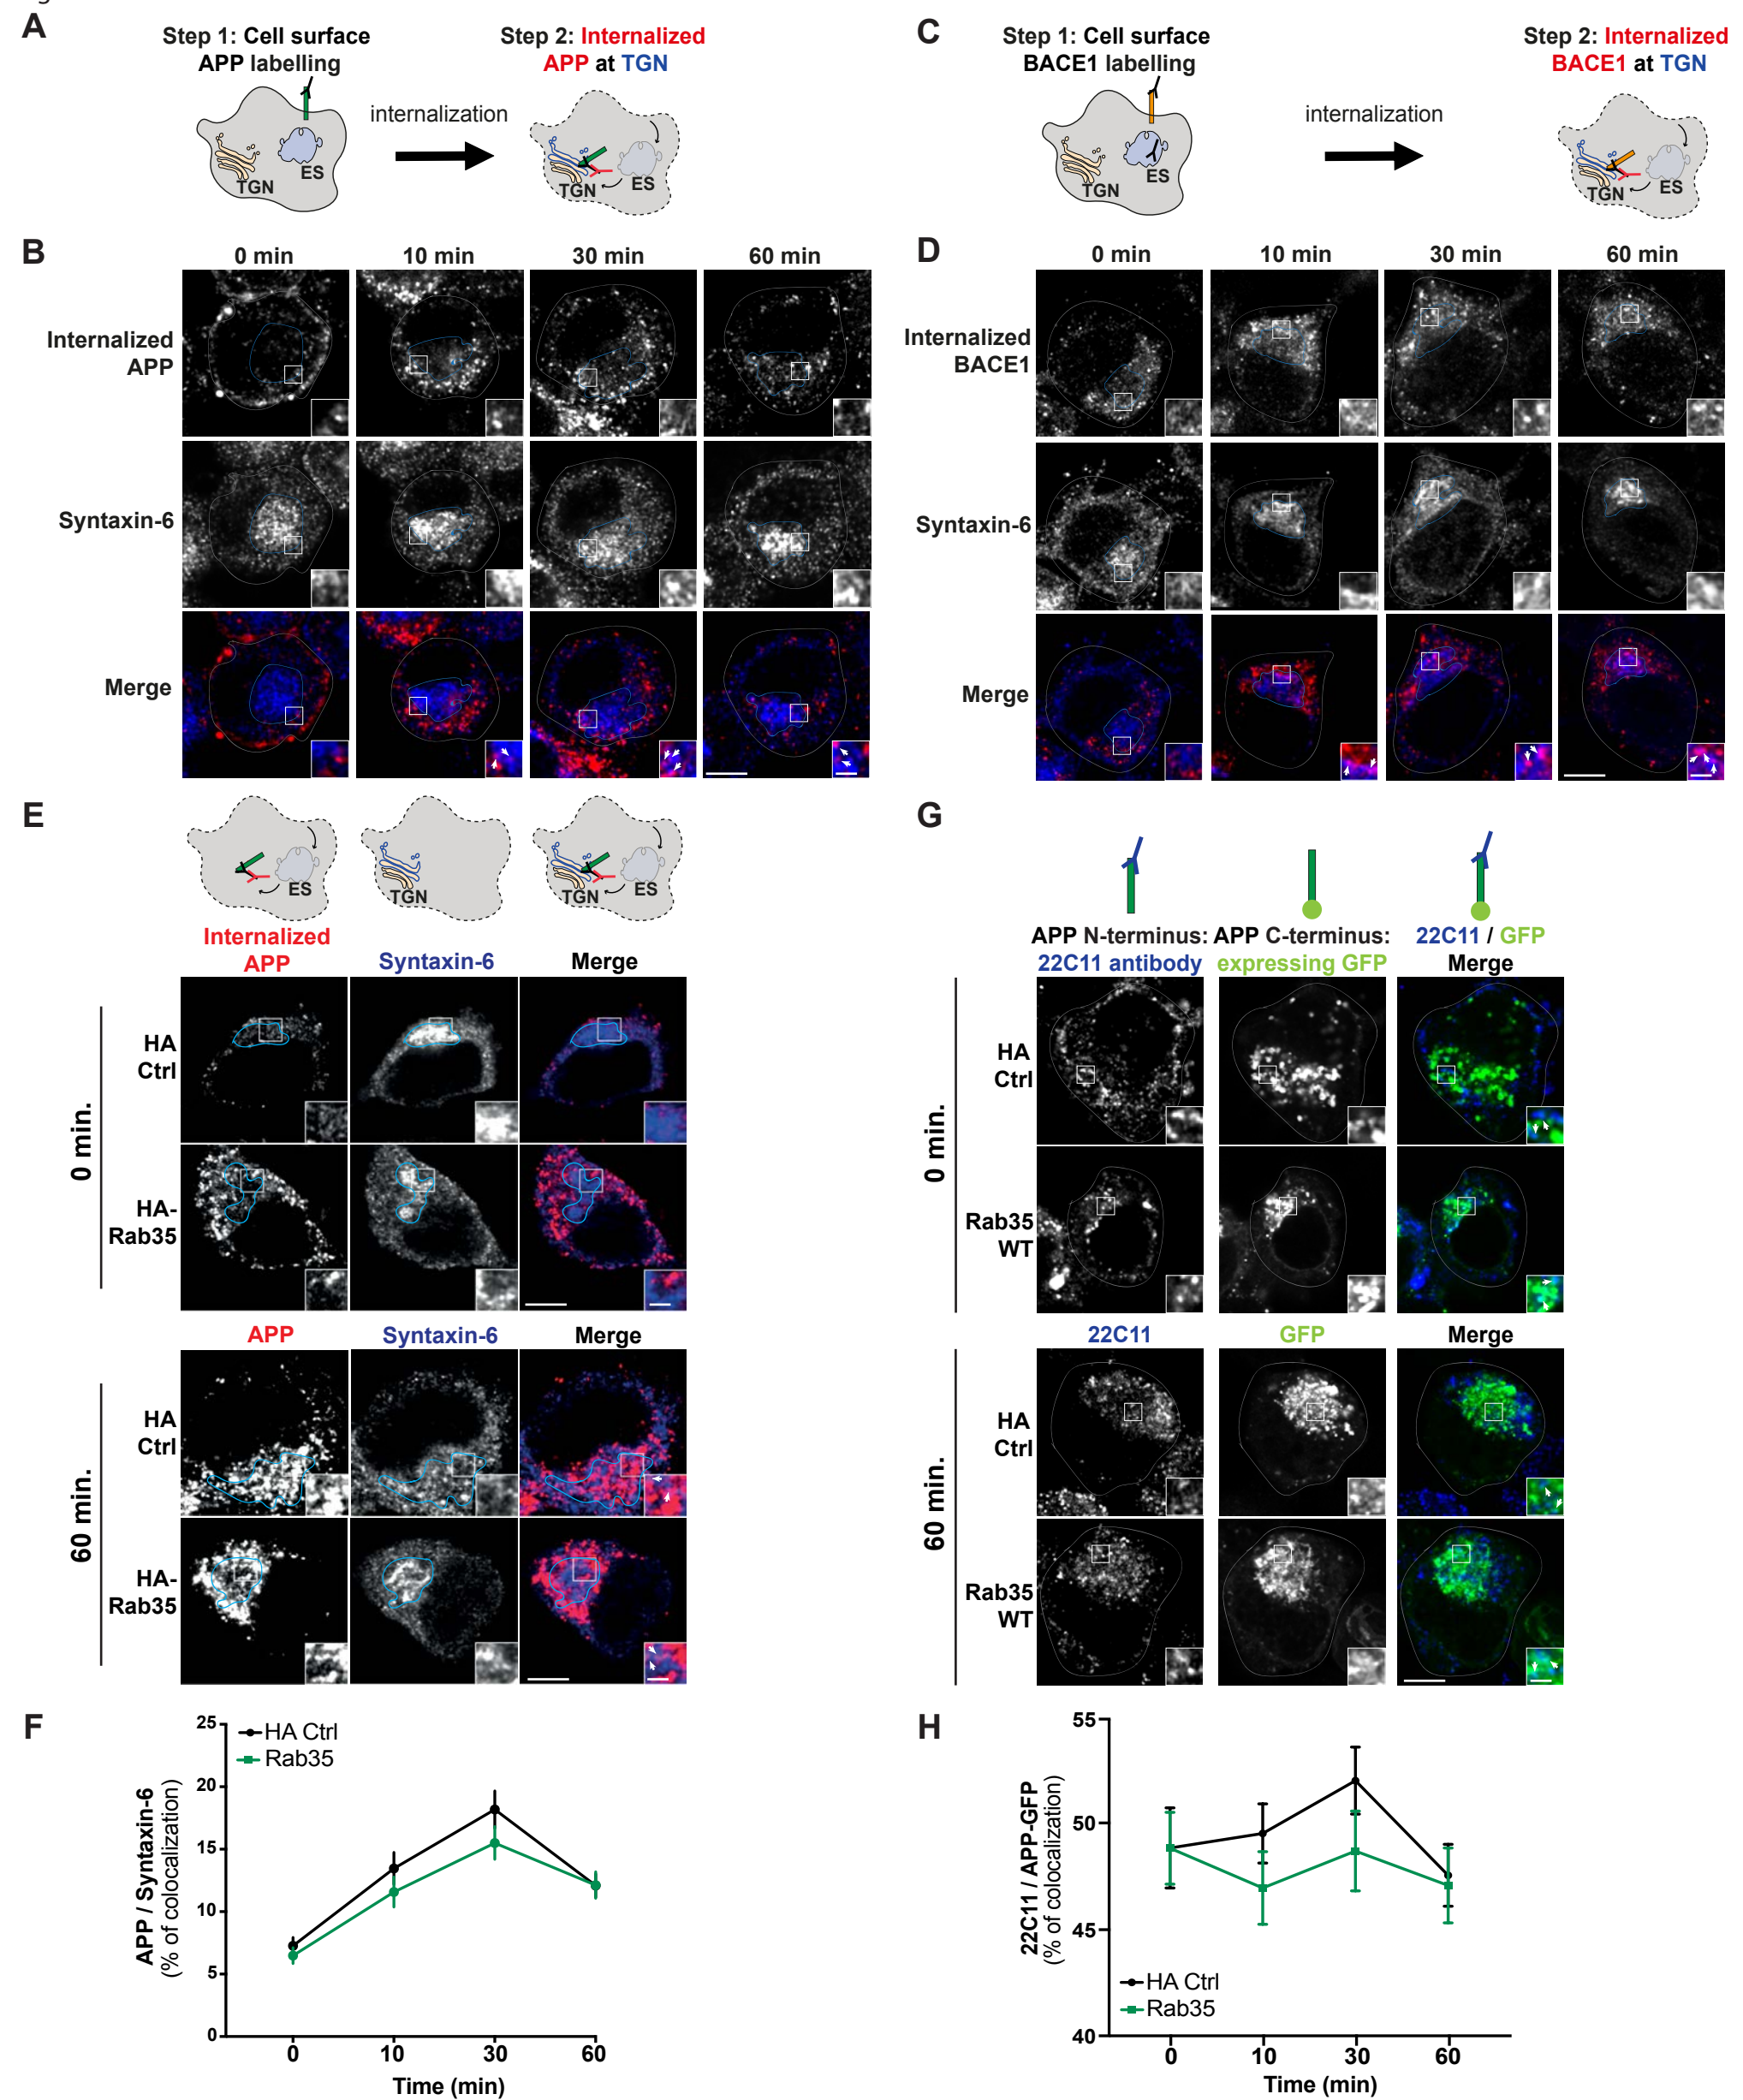 A
Step 1: Cell surface
APP labelling
internalization
Step 2: Internalized
APP at TGN
TGN
ES
TGN
ES
B
0 min
10 min
30 min
60 min
Internalized
APP
Syntaxin-6
Merge
C
Step 1: Cell surface
BACE1 labelling
internalization
Step 2: Internalized
BACE1 at TGN
TGN
ES
TGN
ES
D
0 min
10 min
30 min
60 min
Internalized
BACE1
Syntaxin-6
Merge
E
ES
TGN
TGN
ES
Internalized
APP
Syntaxin-6
Merge
0 min.
HA
Ctrl
HA-
Rab35
APP
Syntaxin-6
Merge
60 min.
HA
Ctrl
HA-
Rab35
G
APP N-terminus:
22C11 antibody
APP C-terminus:
expressing GFP
22C11 / GFP
Merge
0 min.
HA
Ctrl
Rab35
WT
22C11
GFP
Merge
60 min.
HA
Ctrl
Rab35
WT
F
APP / Syntaxin-6
(% of colocalization)
25
20
15
10
5
0
HA Ctrl
Rab35
0
10
30
60
Time (min)
H
22C11 / APP-GFP
(% of colocalization)
55
50
45
40
HA Ctrl
Rab35
0
10
30
60
Time (min)